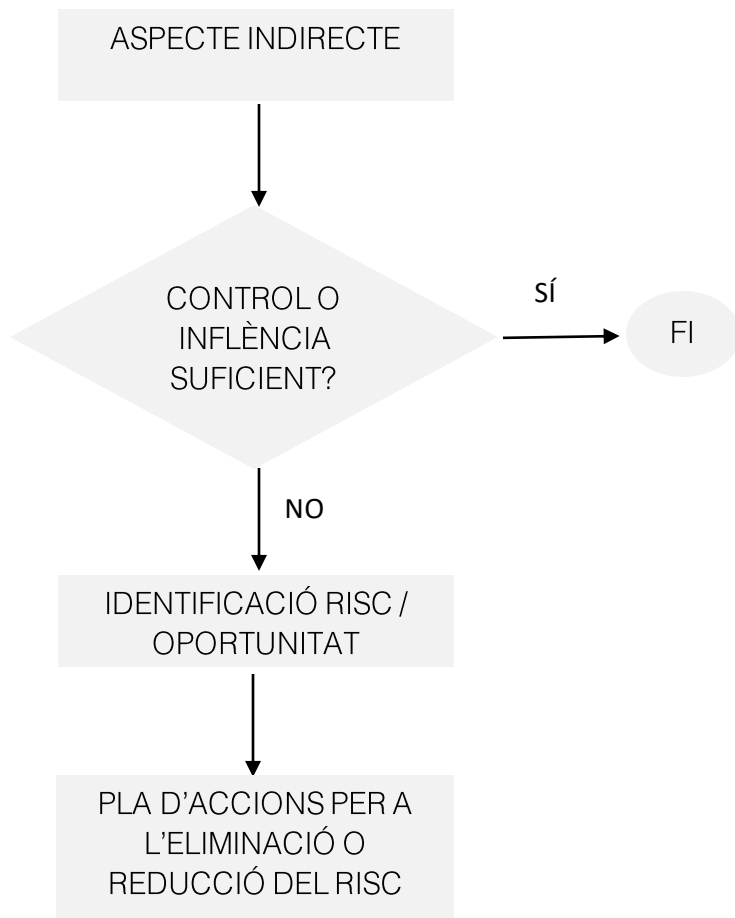 ASPECTE INDIRECTE
CONTROL O
INFLÈNCIA
SUFICIENT?
SÍ
FI
NO
IDENTIFICACIÓ RISC /
OPORTUNITAT
PLA D’ACCIONS PER A
L’ELIMINACIÓ O
REDUCCIÓ DEL RISC